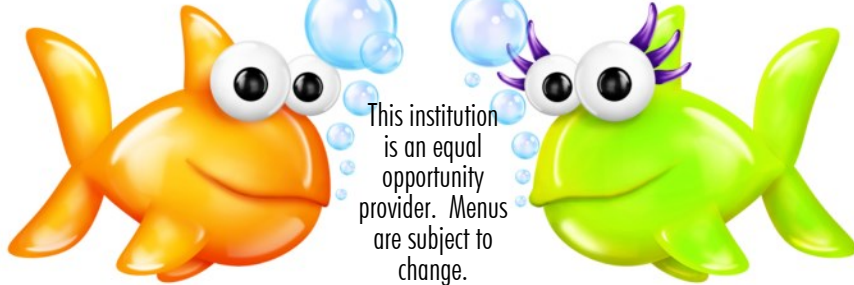 This institution
is an equal
opportunity
provider.  Menus
are subject to
change.